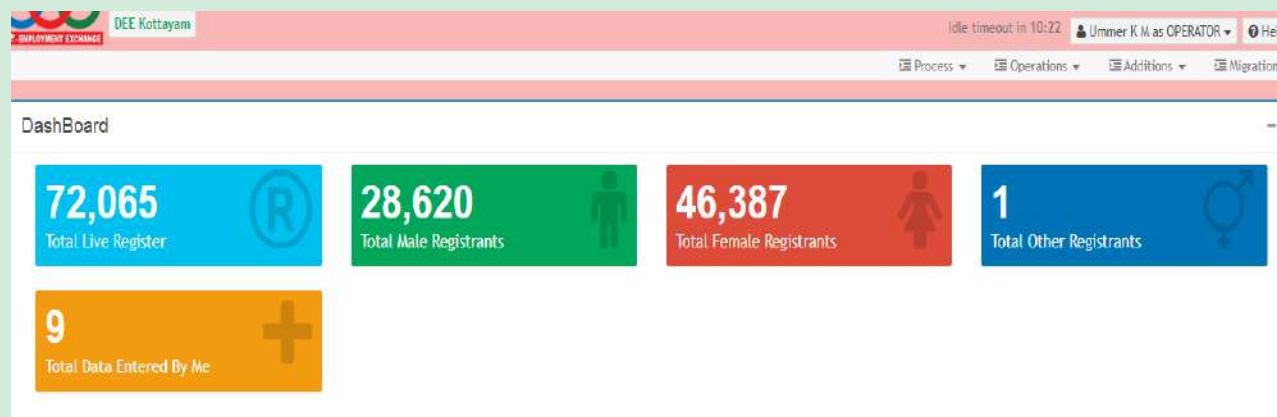 DEE Kottayam
Idle timeout in 10:22
Ummer K M as OPERATOR
EMPLOYMENT EXCHANGE
Process
Operations
Additions
DashBoard
72,065
Total Live Register
R
28,620
Total Male Registrants
46,387
Total Female Registrants
1
Total Other Registrants
9
Total Data Entered By Me